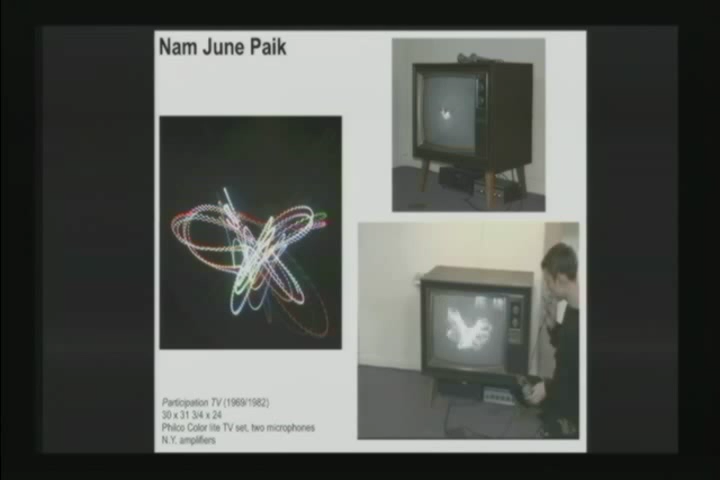 Nam June Paik
Participation TV (1969/1982)
30 x 31 3/4 x 24
Philco Color lite TV set, two microphones
N.Y. amplifiers